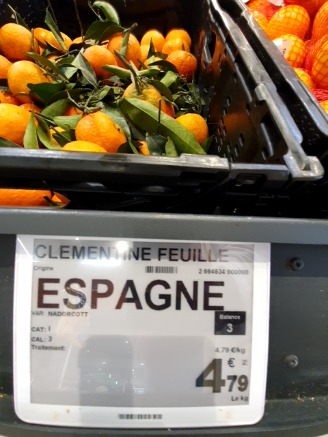 CLEMENTINE FEUILLE
Origine
2 994634 000000
ESPAGNE
VAR: NADORCOTT
Balance
3
CAT: I
CAL: 3
Traitement:
4.79 €/kg
4 € 79
Le kg